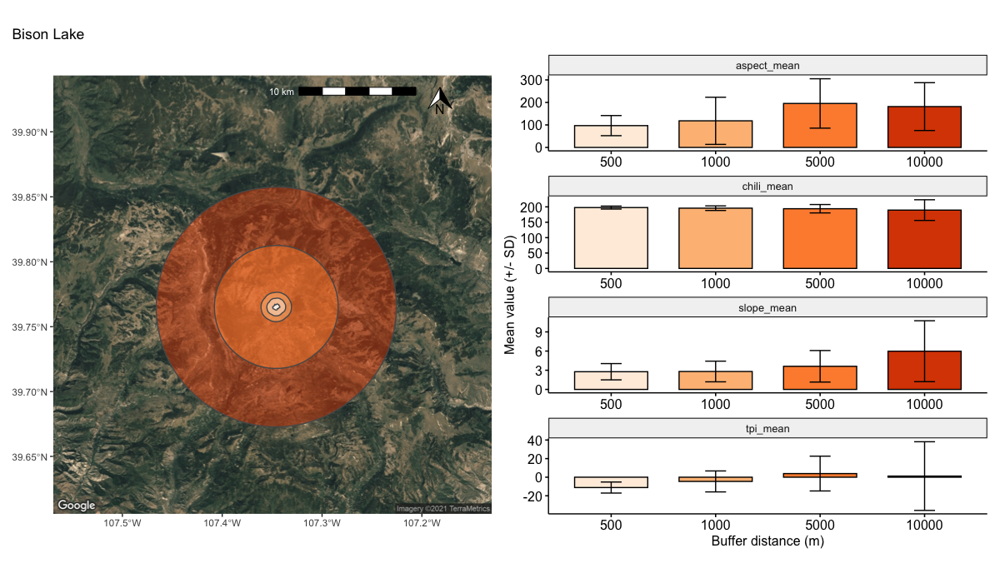 Bison Lake
10 km
N
39.90°N
39.85°N
39.80°N
39.75°N
39.70°N
39.65°N
107.5°W
107.4°W
107.3°W
107.2°W
Google
Imagery ©2021 TerraMetrics
Mean value (+/- SD)
aspect_mean
300
200
100
0
500 1000 5000 10000
chili_mean
200
150
100
50
0
500 1000 5000 10000
slope_mean
9
6
3
0
500 1000 5000 10000
tpi_mean
40
20
0
-20
500 1000 5000 10000
Buffer distance (m)